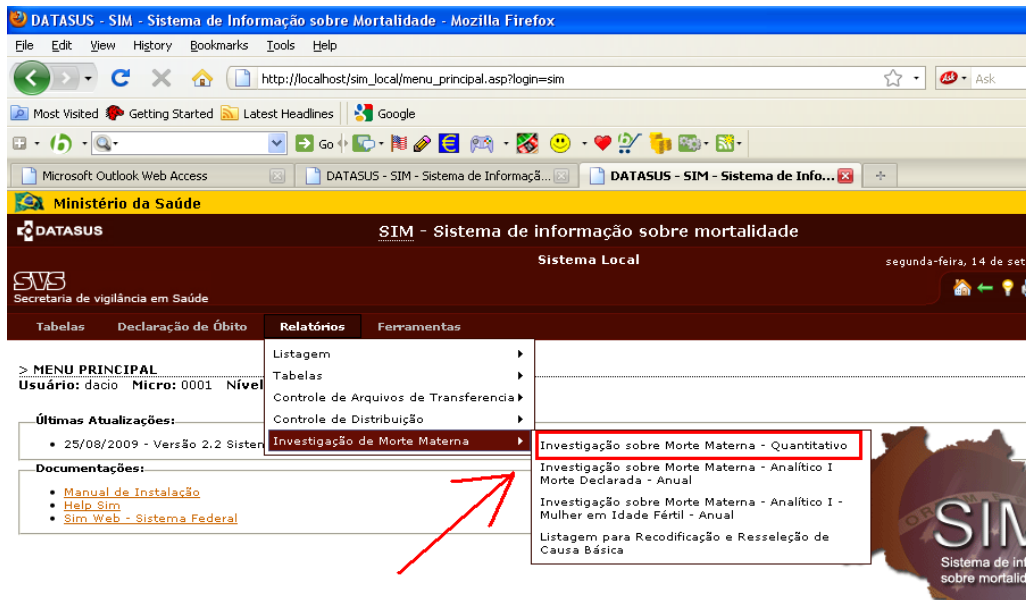 DATASUS - SIM - Sistema de Informação sobre Mortalidade - Mozilla Firefox
File Edit View History Bookmarks Tools Help
http://localhost/sim_local/menu_principal.asp?login=sim
Ask
Most Visited Getting Started Latest Headlines Google
Go
Microsoft Outlook Web Access
DATASUS - SIM - Sistema de Informaçã...
DATASUS - SIM - Sistema de Info...
Ministério da Saúde
DATASUS
SIM - Sistema de informação sobre mortalidade
Sistema Local
segunda-feira, 14 de set
SVS
Secretaria de vigilância em Saúde
Tabelas Declaração de Óbito Relatórios Ferramentas
> MENU PRINCIPAL
Usuário: dacio Micro: 0001 Nível
Últimas Atualizações:
25/08/2009 - Versão 2.2 Sisten
Documentações:
Manual de Instalação
Help Sim
Sim Web - Sistema Federal
Listagem
Tabelas
Controle de Arquivos de Transferencia
Controle de Distribuição
Investigação de Morte Materna
Investigação sobre Morte Materna - Quantitativo
Investigação sobre Morte Materna - Analítico I
Morte Declarada - Anual
Investigação sobre Morte Materna - Analítico I -
Mulher em Idade Fértil - Anual
Listagem para Recodificação e Resseleção de
Causa Básica
SIM
Sistema de in
sobre mortalid